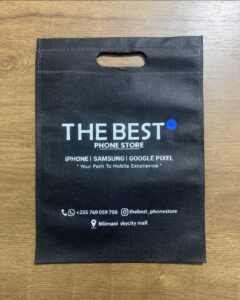 THE BEST
PHONE STORE
iPHONE | SAMSUNG | GOOGLE PIXEL
" Your Path To Mobile Excellence "
+255 769 059 756 thebest_phonestore
Mlimani skycity mall